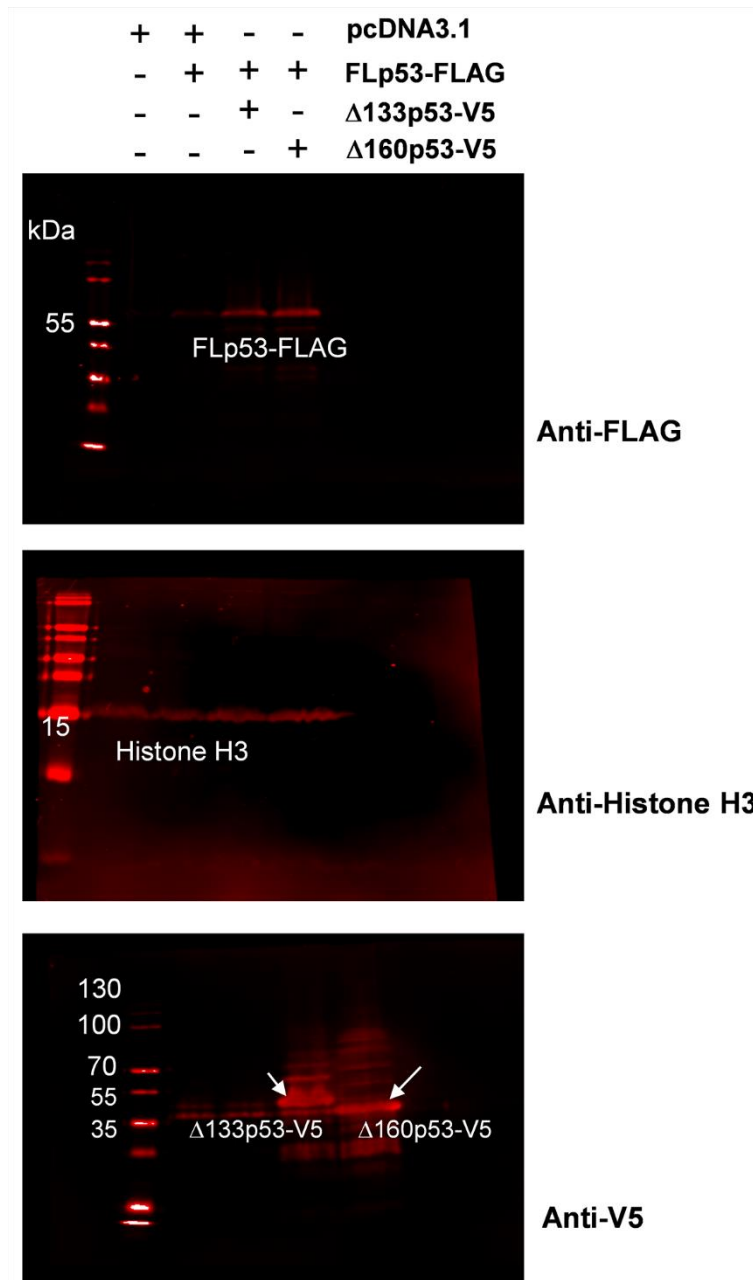 + + - - pcDNA3.1
- + + + FLp53-FLAG
- - + - Δ133p53-V5
- - - + Δ160p53-V5
kDa
55
FLp53-FLAG
Anti-FLAG
15
Histone H3
Anti-Histone H3
130
100
70
55
35
Δ133p53-V5 Δ160p53-V5
Anti-V5